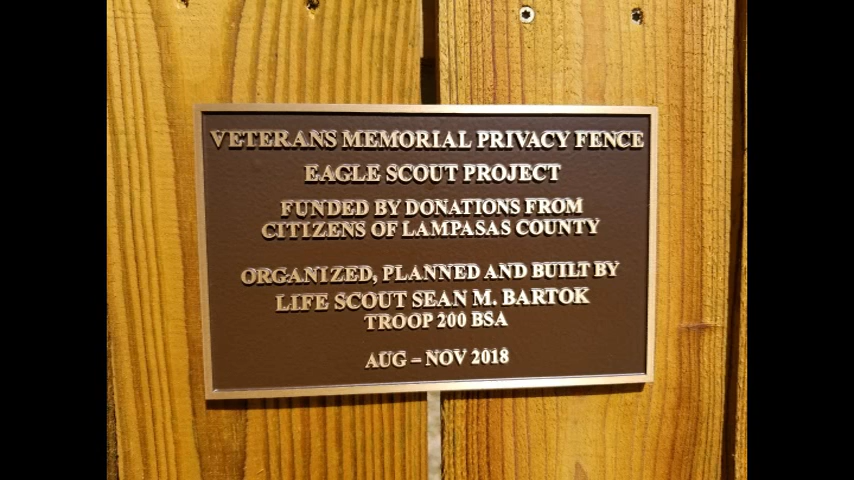 VETERANS MEMORIAL PRIVACY FENCE
EAGLE SCOUT PROJECT
FUNDED BY DONATIONS FROM
CITIZENS OF LAMPASAS COUNTY
ORGANIZED, PLANNED AND BUILT BY
LIFE SCOUT SEAN M. BARTOK
TROOP 200 BSA
AUG – NOV 2018